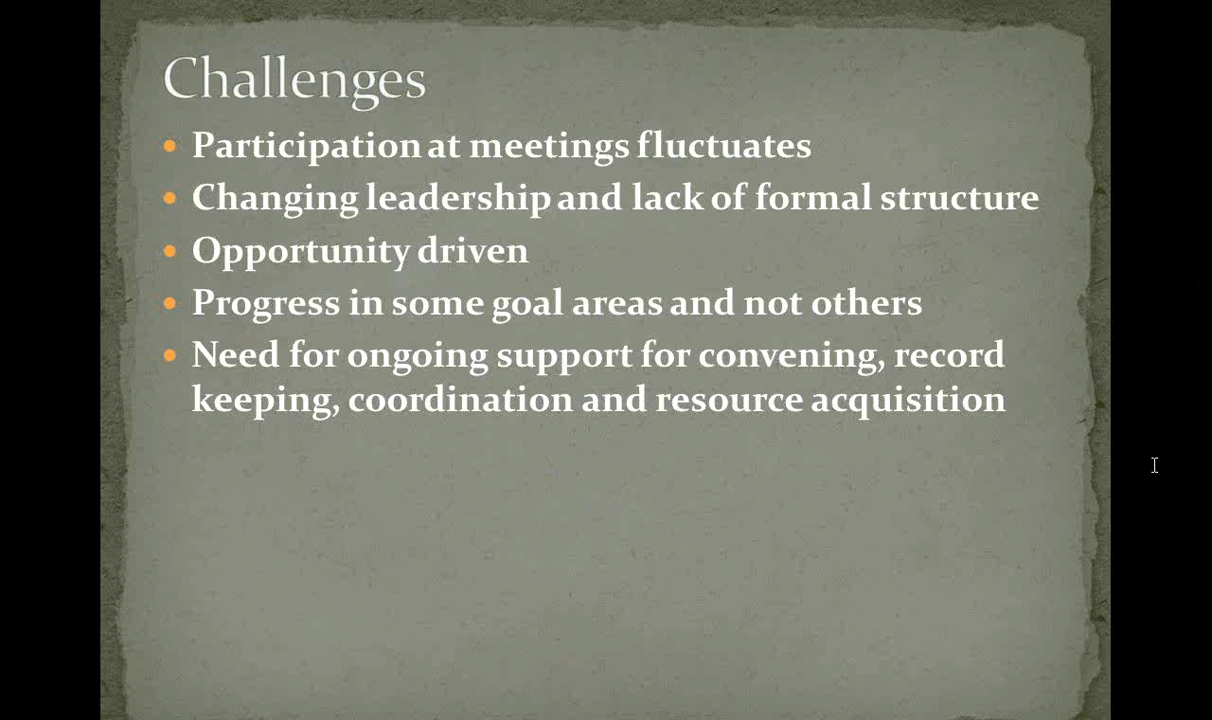 Challenges
• Participation at meetings fluctuates
• Changing leadership and lack of formal structure
• Opportunity driven
• Progress in some goal areas and not others
• Need for ongoing support for convening, record
keeping, coordination and resource acquisition